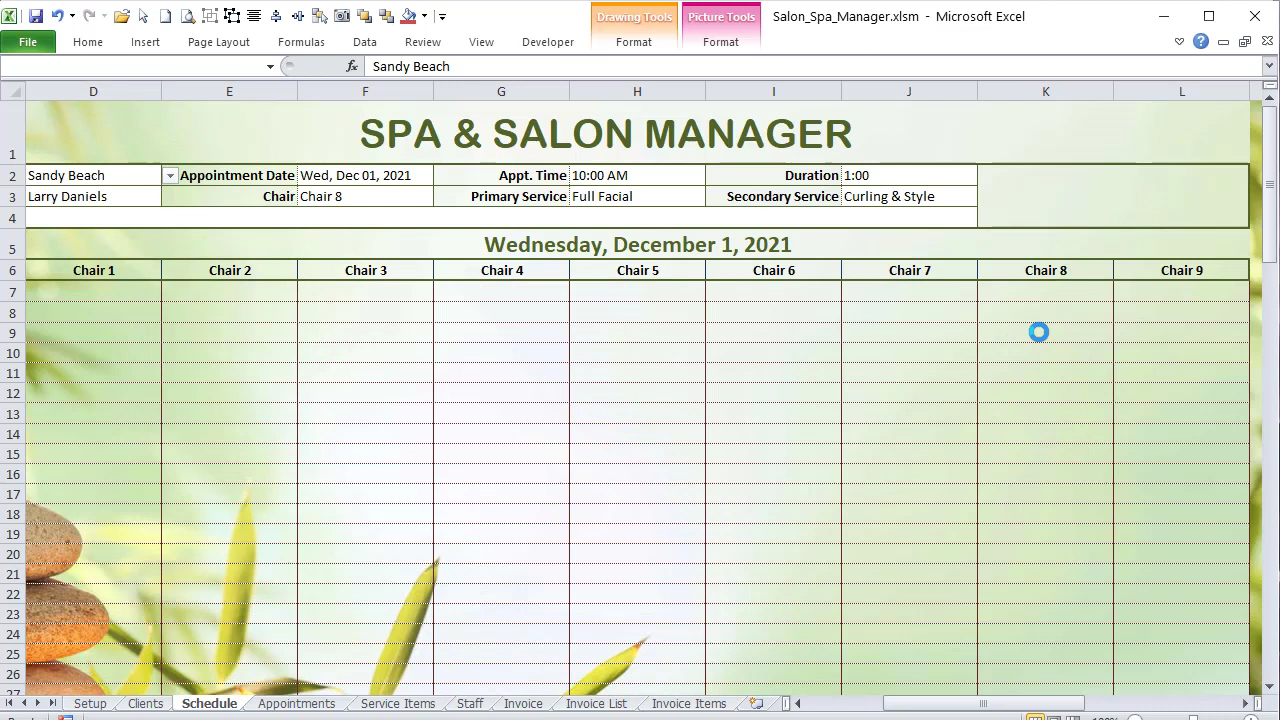 Drawing Tools Picture Tools Salon_Spa_Manager.xlsm - Microsoft Excel
File Home Insert Page Layout Formulas Data Review View Developer Format Format
fx Sandy Beach
D E F G H I J K L
1 SPA & SALON MANAGER
2 Sandy Beach Appointment Date Wed, Dec 01, 2021 Appt. Time 10:00 AM Duration 1:00
3 Larry Daniels Chair Chair 8 Primary Service Full Facial Secondary Service Curling & Style
4
5 Wednesday, December 1, 2021
6 Chair 1 Chair 2 Chair 3 Chair 4 Chair 5 Chair 6 Chair 7 Chair 8 Chair 9
7
8
9
10
11
12
13
14
15
16
17
18
19
20
21
22
23
24
25
26
27
Setup Clients Schedule Appointments Service Items Staff Invoice Invoice List Invoice Items
100%